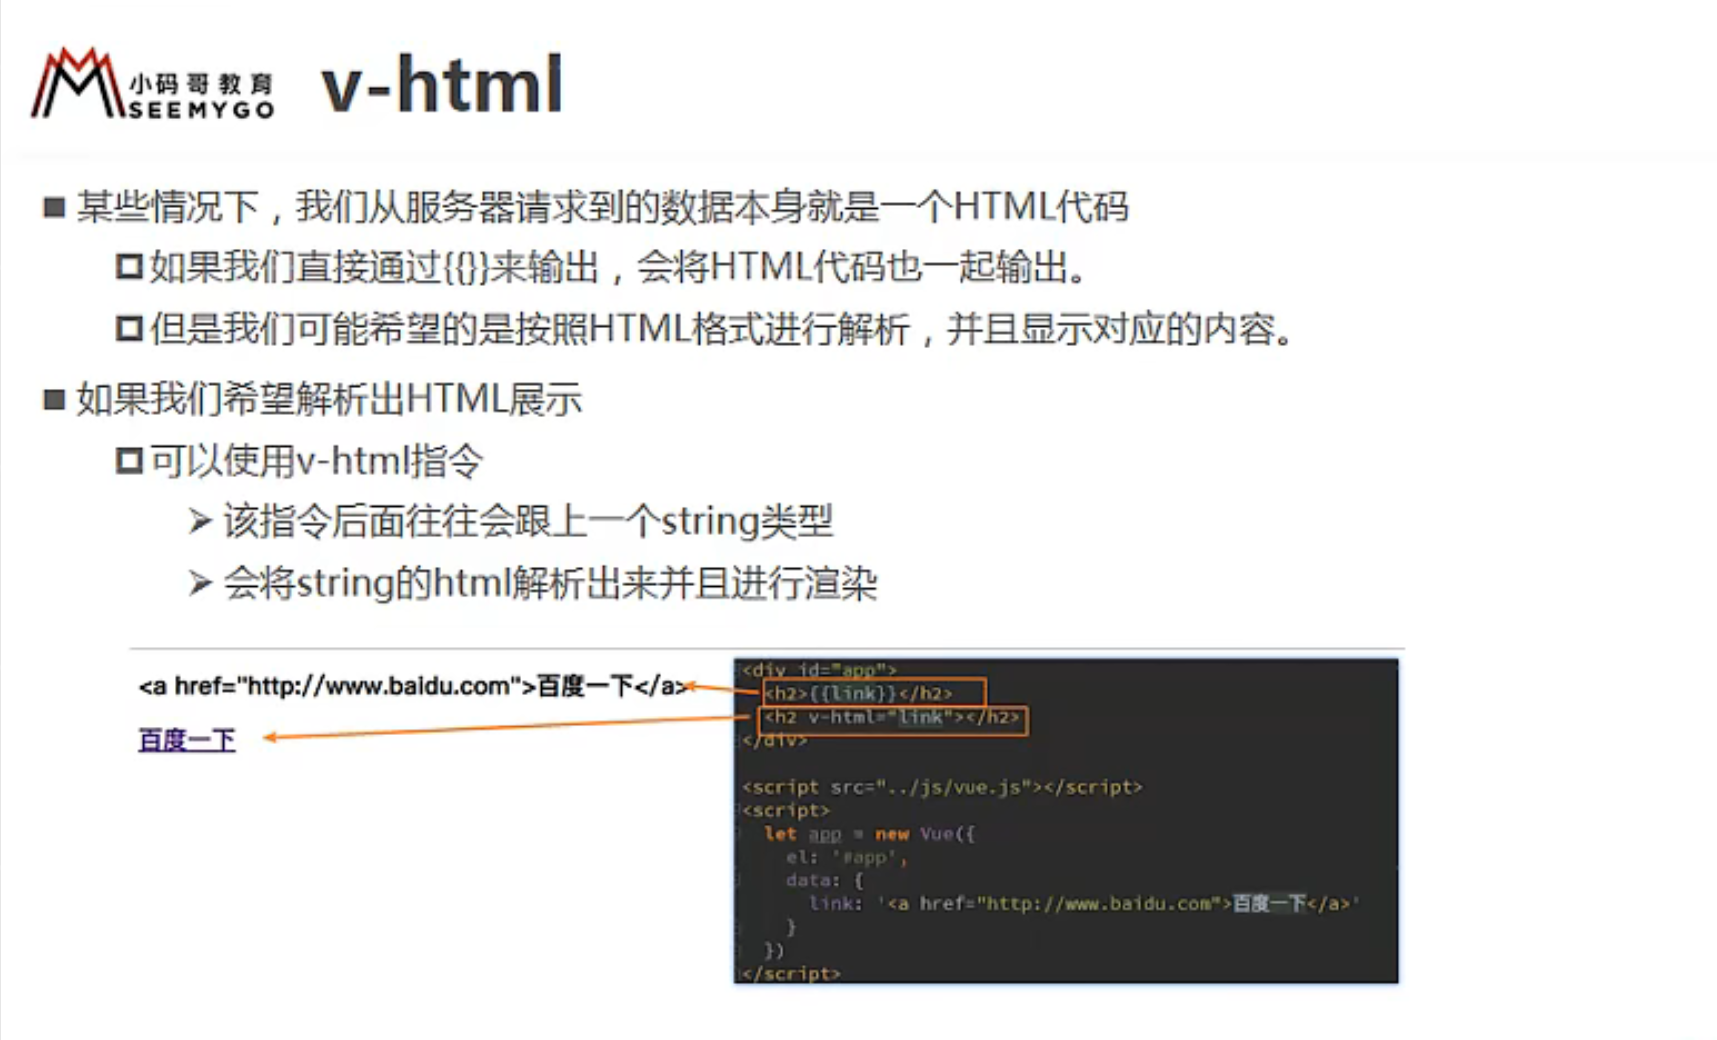 小码哥教育
SEEMYGO
v-html
某些情况下，我们从服务器请求到的数据本身就是一个HTML代码
如果我们直接通过{{}}来输出，会将HTML代码也一起输出。
但是我们可能希望的是按照HTML格式进行解析，并且显示对应的内容。
如果我们希望解析出HTML展示
可以使用v-html指令
该指令后面往往会跟上一个string类型
会将string的html解析出来并且进行渲染
<a href="http://www.baidu.com">百度一下</a>
百度一下
<div id="app">
<h2>{{link}}</h2>
<h2 v-html="link"></h2>
</div>
<script src="../js/vue.js"></script>
<script>
let app = new Vue({
el: '#app',
data: {
link: '<a href="http://www.baidu.com">百度一下</a>'
}
})
</script>